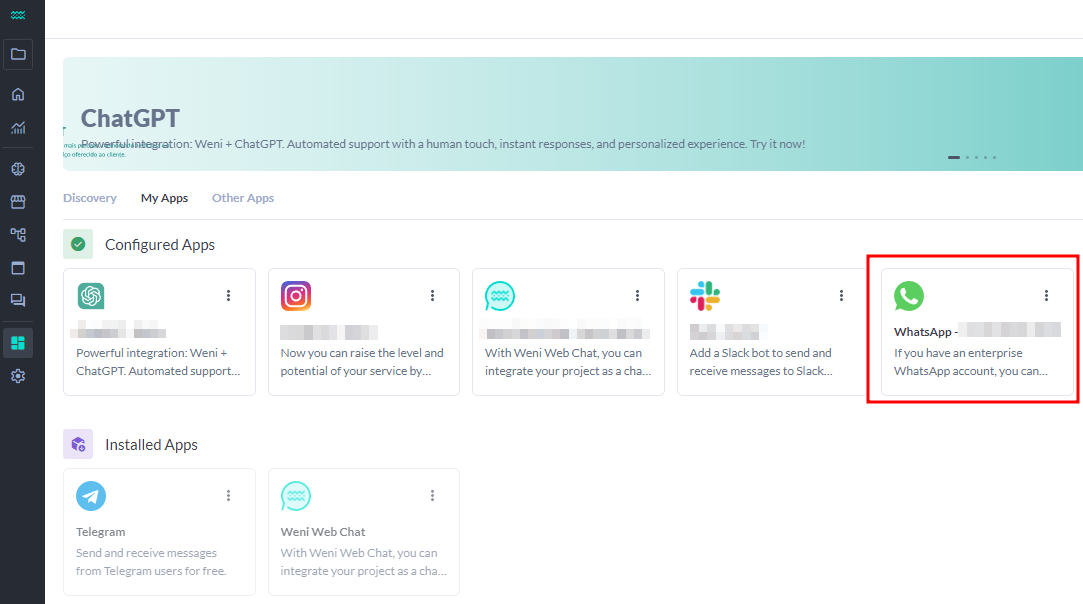 ChatGPT
Powerful integration: Weni + ChatGPT. Automated support with a human touch, instant responses, and personalized experience. Try it now!
oferecido ao cliente.
Discovery My Apps Other Apps
Configured Apps
Powerful integration: Weni +
ChatGPT. Automated support...
Now you can raise the level and
potential of your service by...
With Weni Web Chat, you can
integrate your project as a cha...
Add a Slack bot to send and
receive messages to Slack...
WhatsApp -
If you have an enterprise
WhatsApp account, you can...
Installed Apps
Telegram
Send and receive messages
from Telegram users for free.
Weni Web Chat
With Weni Web Chat, you can
integrate your project as a cha...